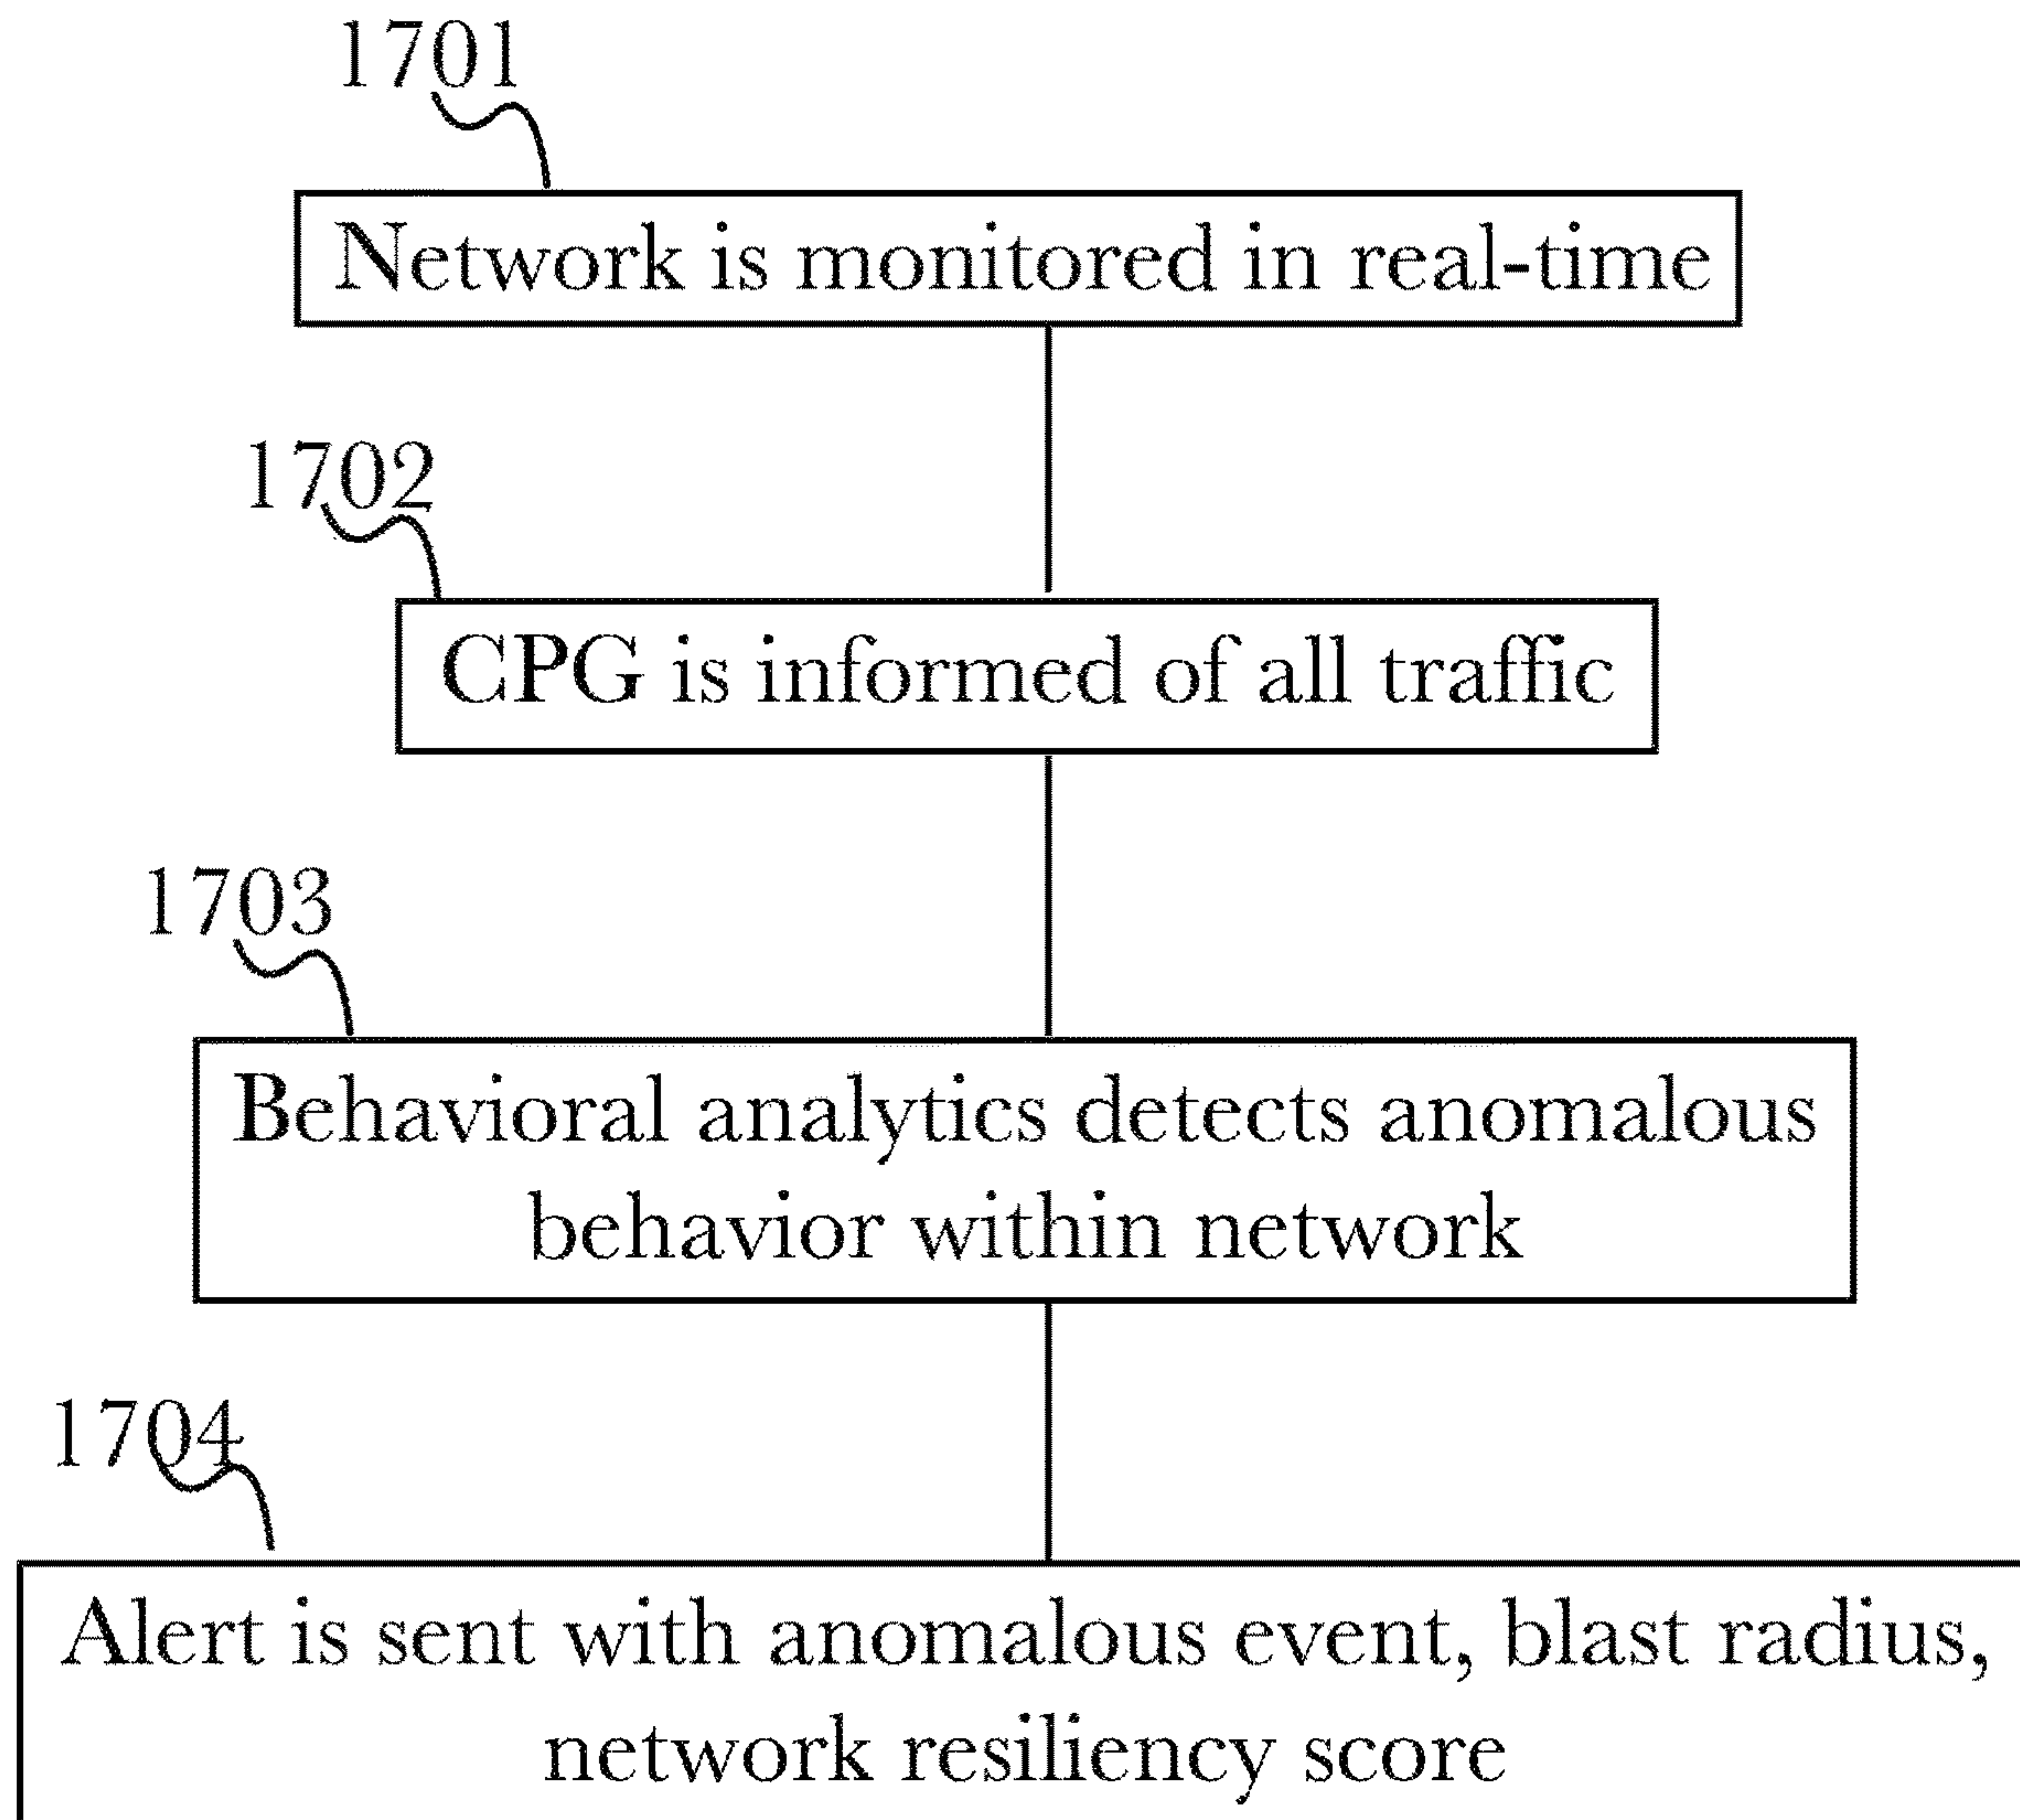 1701
Network is monitored in real-time
1702
CPG is informed of all traffic
1703
Behavioral analytics detects anomalous
behavior within network
1704
Alert is sent with anomalous event, blast radius,
network resiliency score